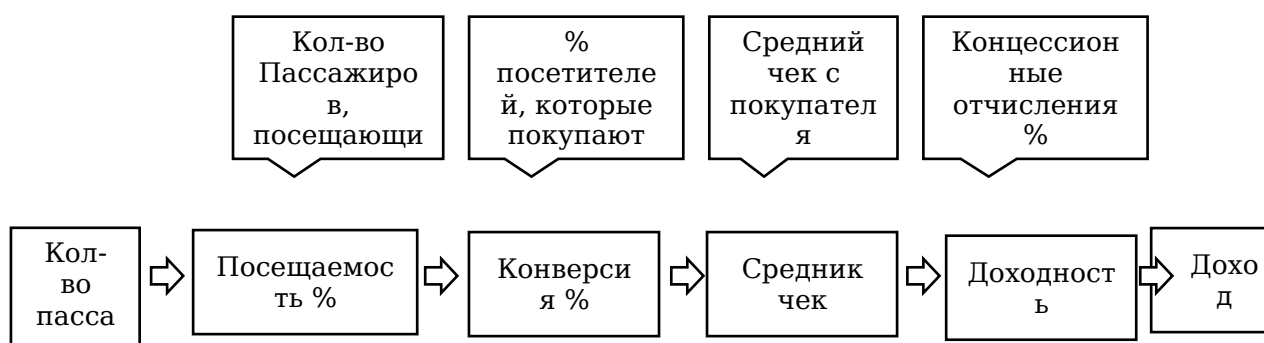 Кол-во
Пассажиро
в,
посещающи
%
посетителе
й, которые
покупают
Средний
чек с
покупател
я
Концессион
ные
отчисления
%
Кол-
во
пасса
Посещаемос
ть %
Конверси
я %
Средник
чек
Доходност
ь
Дохо
д